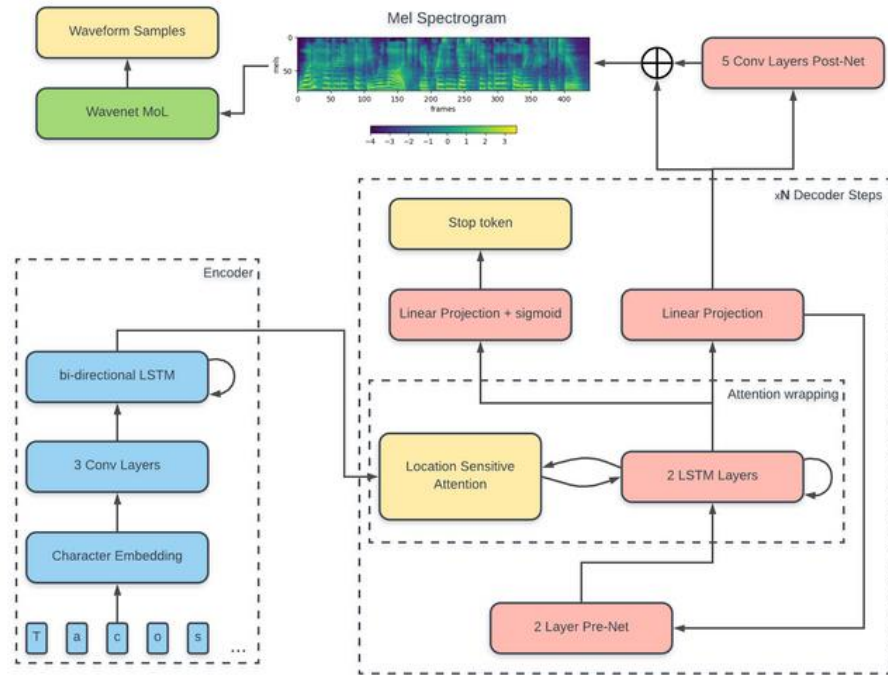 Mel Spectrogram
Waveform Samples
Wavenet MoL
mels
0
50
0 50 100 150 200 250 300 350 400
frames
−4 −3 −2 −1 0 1 2 3
5 Conv Layers Post-Net
xN Decoder Steps
Stop token
Linear Projection + sigmoid
Linear Projection
Encoder
bi-directional LSTM
3 Conv Layers
Character Embedding
T a c o s ...
Attention wrapping
Location Sensitive
Attention
2 LSTM Layers
2 Layer Pre-Net